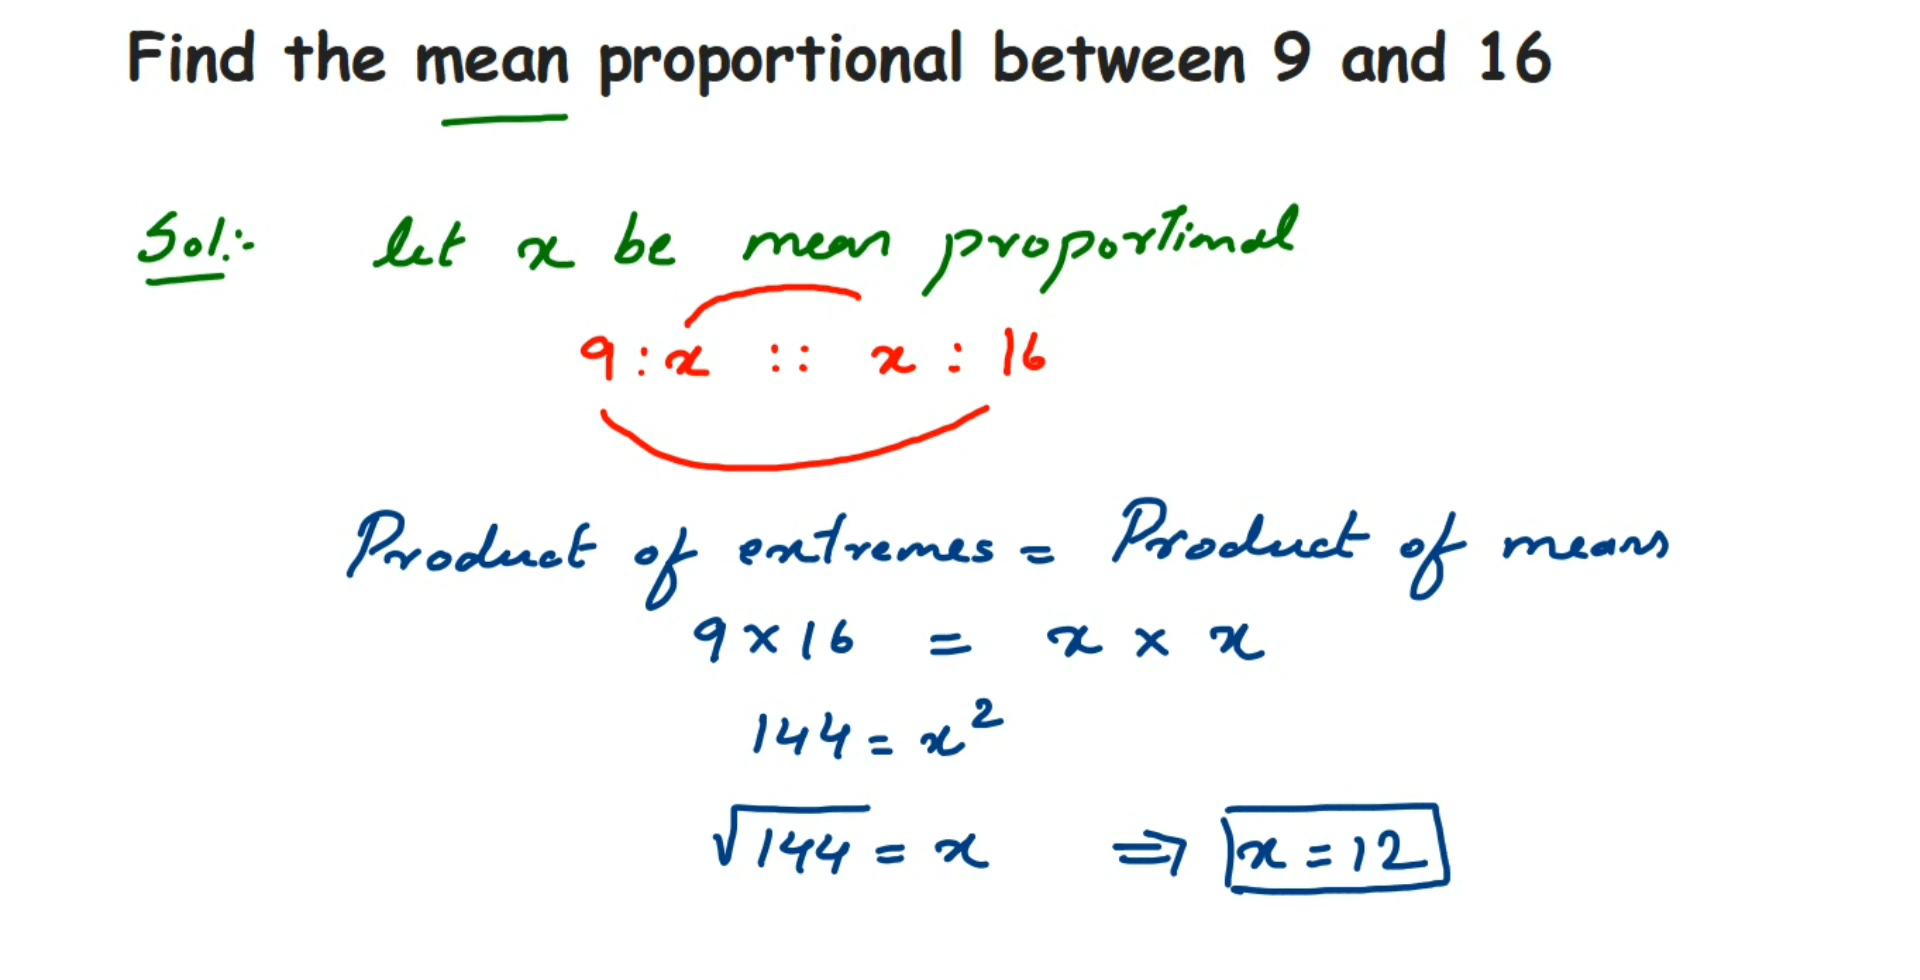 Find the mean proportional between 9 and 16
Sol:- let x be mean proportional
9 : x :: x : 16
Product of extremes = Product of means
9 × 16 = x × x
144 = x²
√144 = x ⇒ x = 12